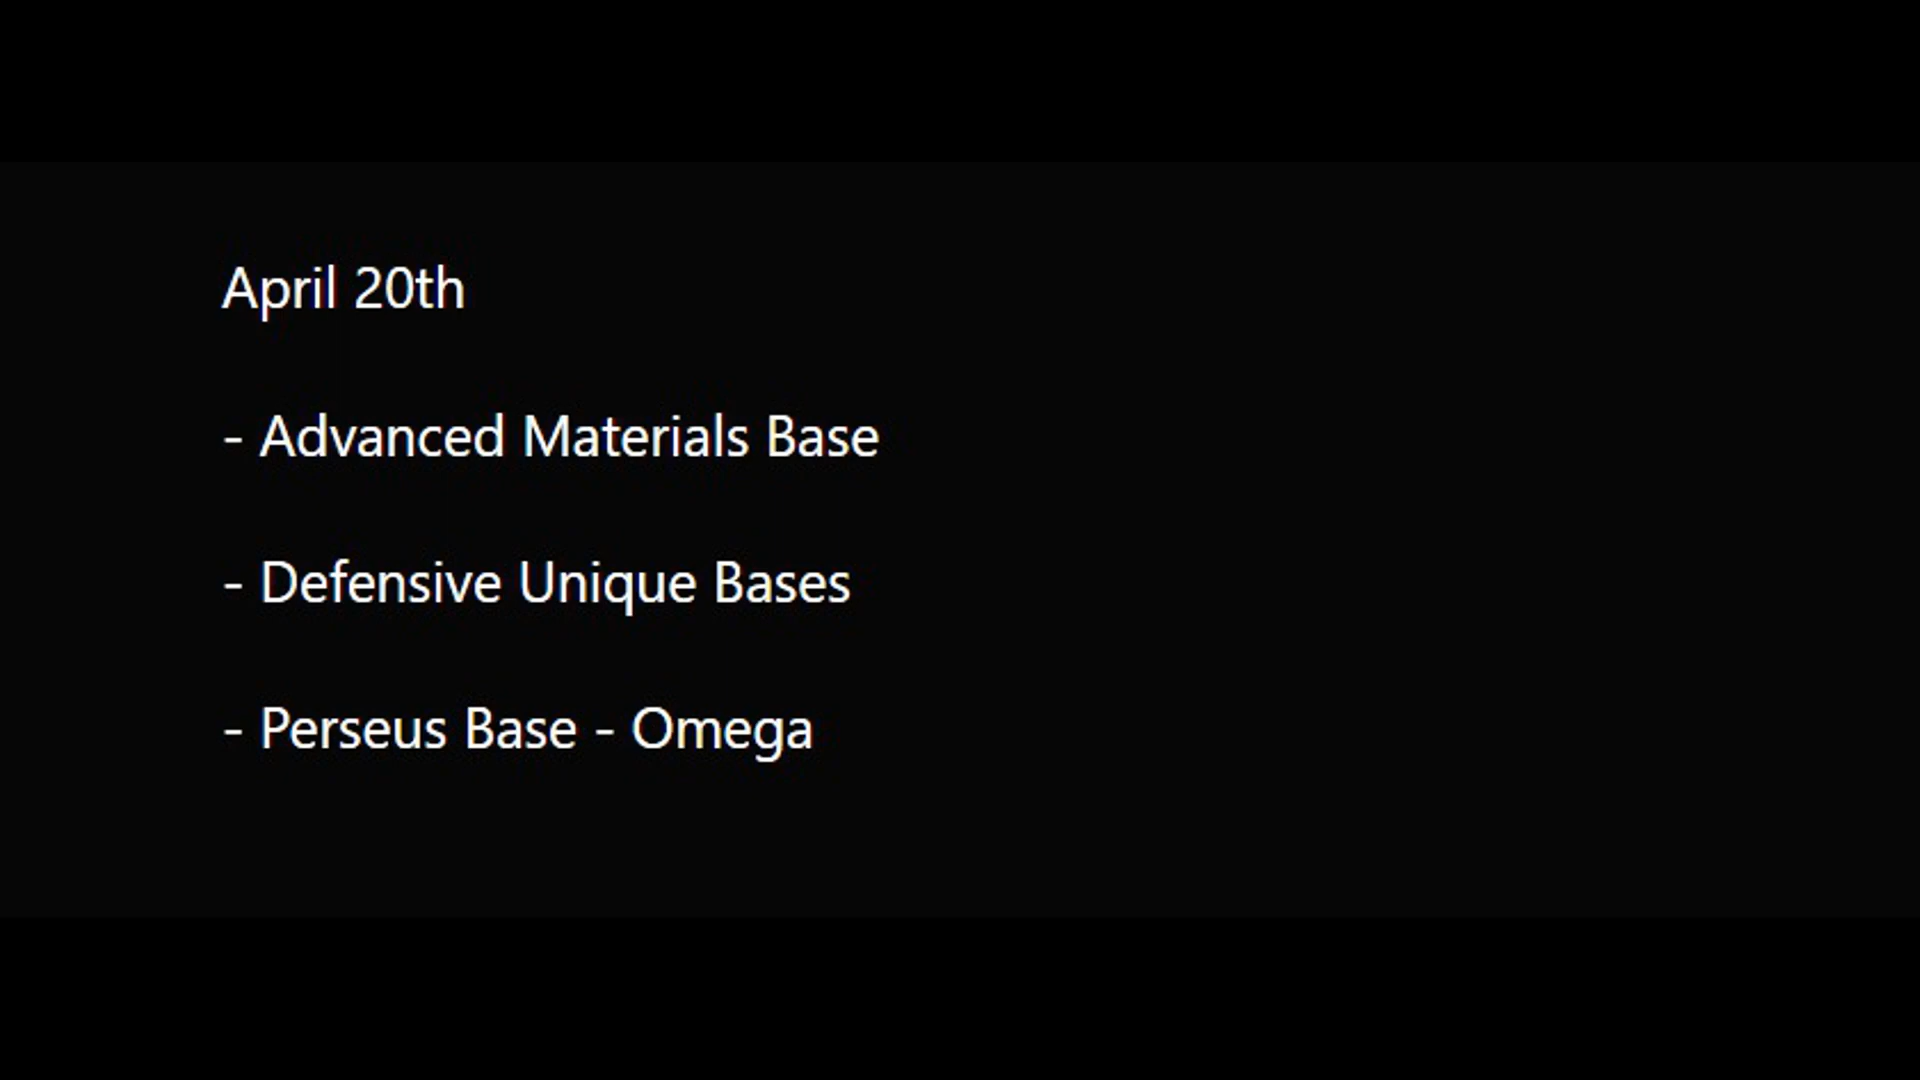 April 20th
- Advanced Materials Base
- Defensive Unique Bases
- Perseus Base - Omega